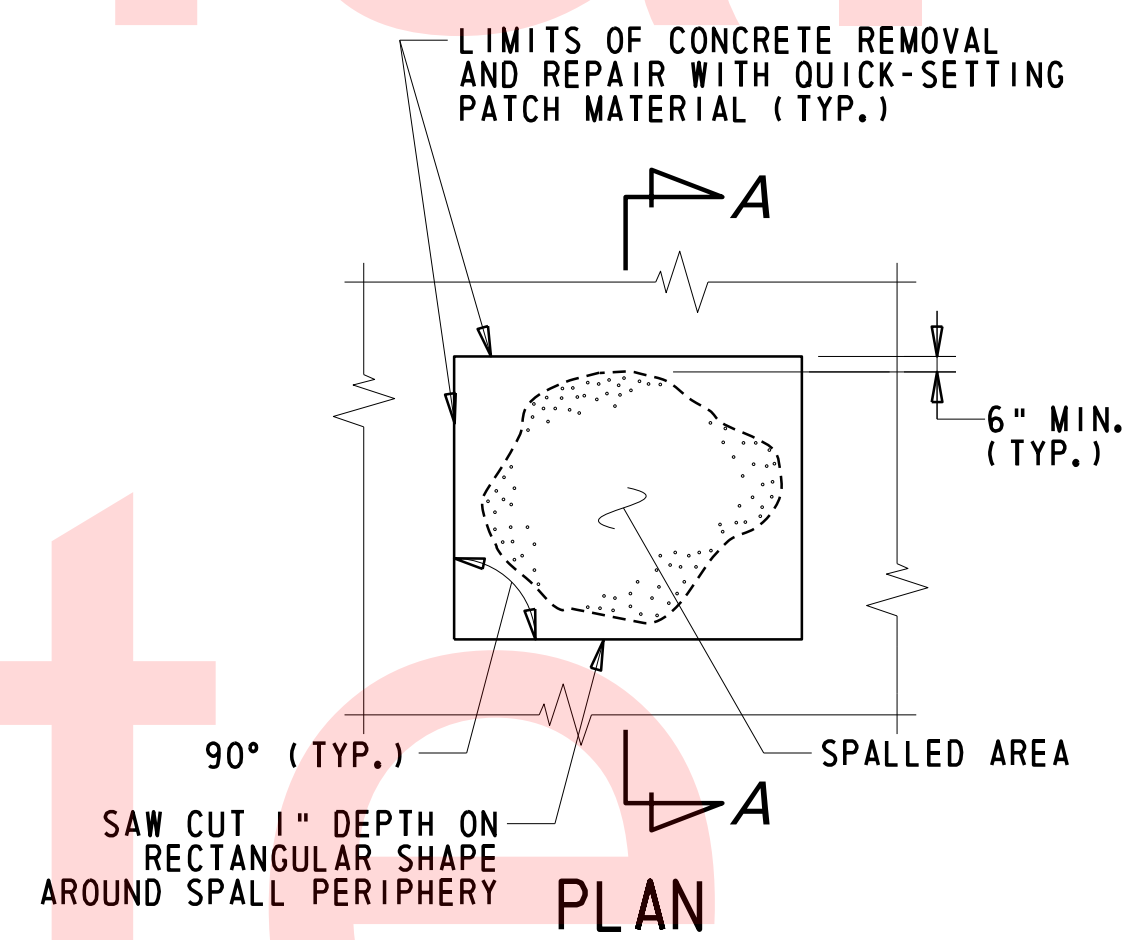 LIMITS OF CONCRETE REMOVAL
AND REPAIR WITH QUICK-SETTING
PATCH MATERIAL (TYP.)
A
6" MIN.
(TYP.)
90° (TYP.)
SPALLED AREA
A
SAW CUT 1" DEPTH ON
RECTANGULAR SHAPE
AROUND SPALL PERIPHERY
PLAN
te